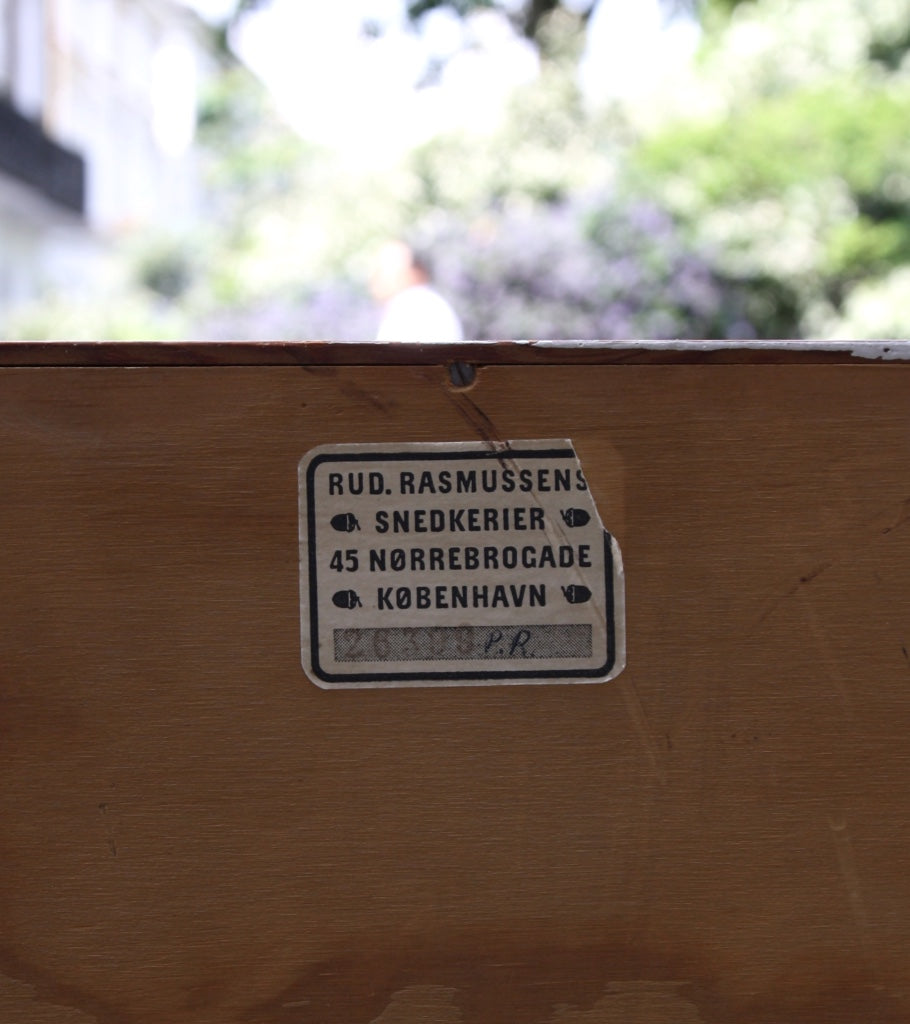 RUD. RASMUSSENS
SNEDKERIER
45 NØRREBROGADE
KØBENHAVN
P.R.